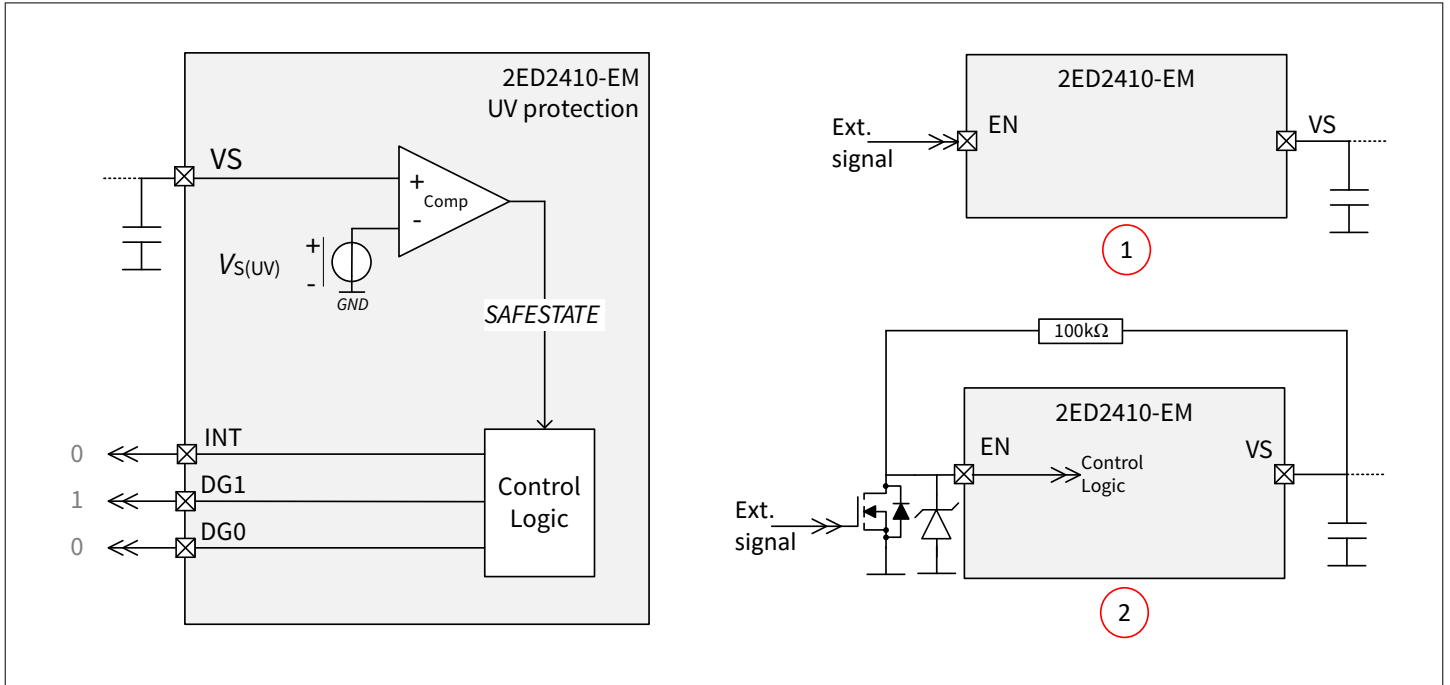 2ED2410-EM
UV protection
VS
+
Comp
-
+
VS(UV)
-
GND
SAFESTATE
INT
0
DG1
1
DG0
0
Control
Logic
2ED2410-EM
Ext.
signal
EN
VS
1
100kΩ
2ED2410-EM
EN
Control
Logic
VS
Ext.
signal
2